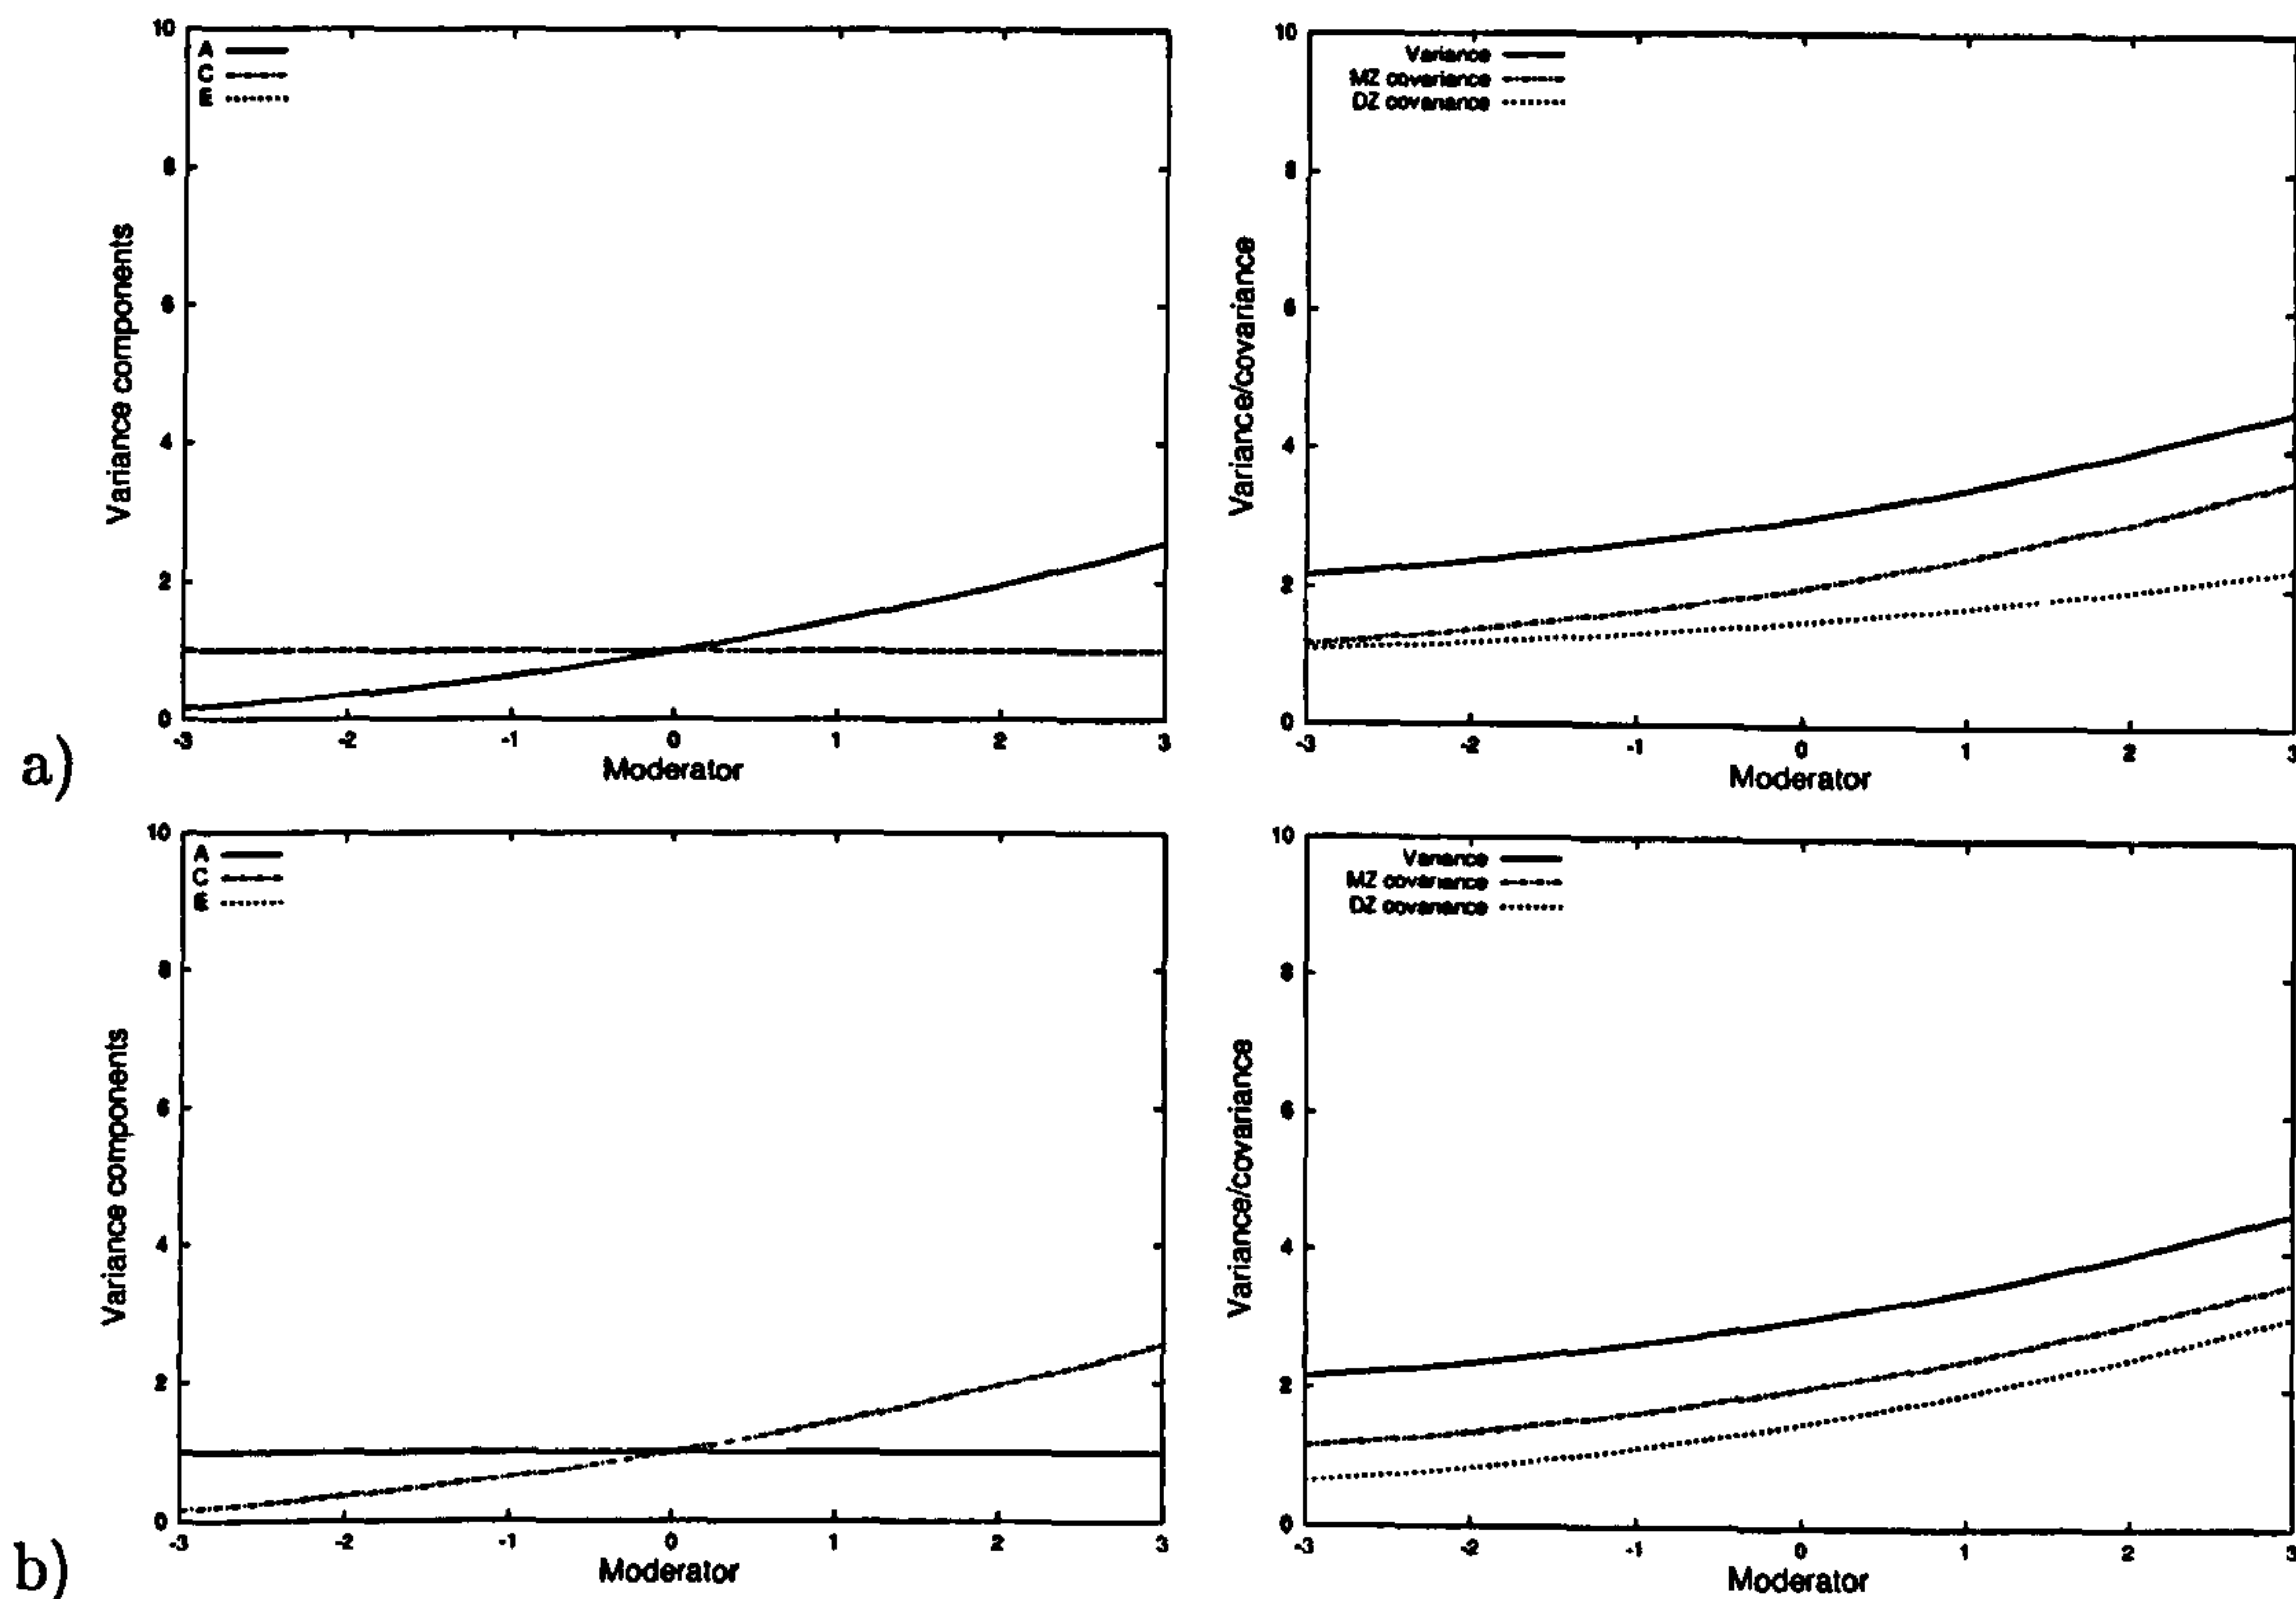 10
8
6
4
2
0
A
C
E
Variance components
-3 -2 -1 0 1 2 3
Moderator
10
8
6
4
2
0
Variance
MZ covariance
DZ covariance
Variance/covariance
-3 -2 -1 0 1 2 3
Moderator
a)
10
8
6
4
2
0
A
C
E
Variance components
-3 -2 -1 0 1 2 3
Moderator
10
8
6
4
2
0
Variance
MZ covariance
DZ covariance
Variance/covariance
-3 -2 -1 0 1 2 3
Moderator
b)